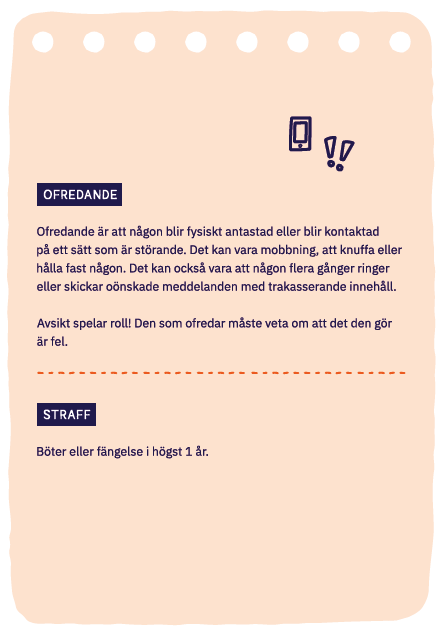 OFREDANDE
Ofredande är att någon blir fysiskt antastad eller blir kontaktad
på ett sätt som är störande. Det kan vara mobbning, att knuffa eller
hålla fast någon. Det kan också vara att någon flera gånger ringer
eller skickar oönskade meddelanden med trakasserande innehåll.
Avsikt spelar roll! Den som ofredar måste veta om att det den gör
är fel.
STRAFF
Böter eller fängelse i högst 1 år.